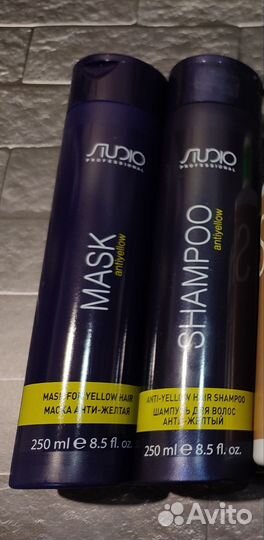 STUDIO
PROFESSIONAL
MASK
antiyellow
MASK FOR YELLOW HAIR
МАСКА АНТИ-ЖЕЛТАЯ
250 ml e 8.5 fl. oz.
STUDIO
PROFESSIONAL
SHAMPOO
antiyellow
ANTI-YELLOW HAIR SHAMPOO
ШАМПУНЬ ДЛЯ ВОЛОС
АНТИ-ЖЕЛТЫЙ
250 ml e 8.5 fl. oz.
Avito